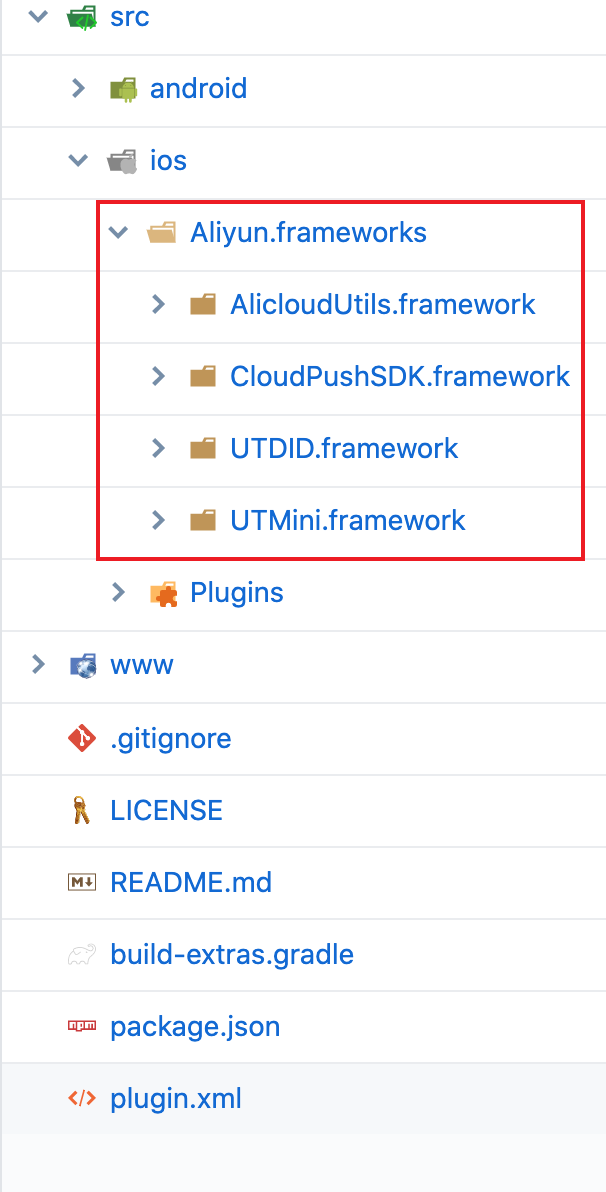 src
android
ios
Aliyun.frameworks
AlicloudUtils.framework
CloudPushSDK.framework
UTDID.framework
UTMini.framework
Plugins
www
.gitignore
LICENSE
README.md
build-extras.gradle
package.json
plugin.xml